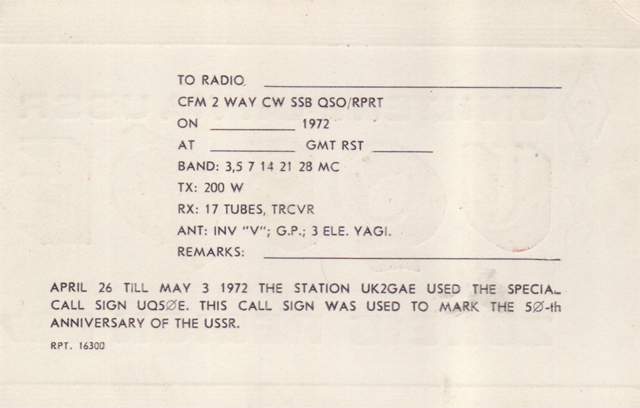 TO RADIO
CFM 2 WAY CW SSB QSO/RPRT
ON __________ 1972
AT __________ GMT RST _______
BAND: 3,5 7 14 21 28 MC
TX: 200 W
RX: 17 TUBES, TRCVR
ANT: INV "V"; G.P.; 3 ELE. YAGI.
REMARKS:
APRIL 26 TILL MAY 3 1972 THE STATION UK2GAE USED THE SPECIAL
CALL SIGN UQ5ØE. THIS CALL SIGN WAS USED TO MARK THE 5Ø-th
ANNIVERSARY OF THE USSR.
RPT. 16300